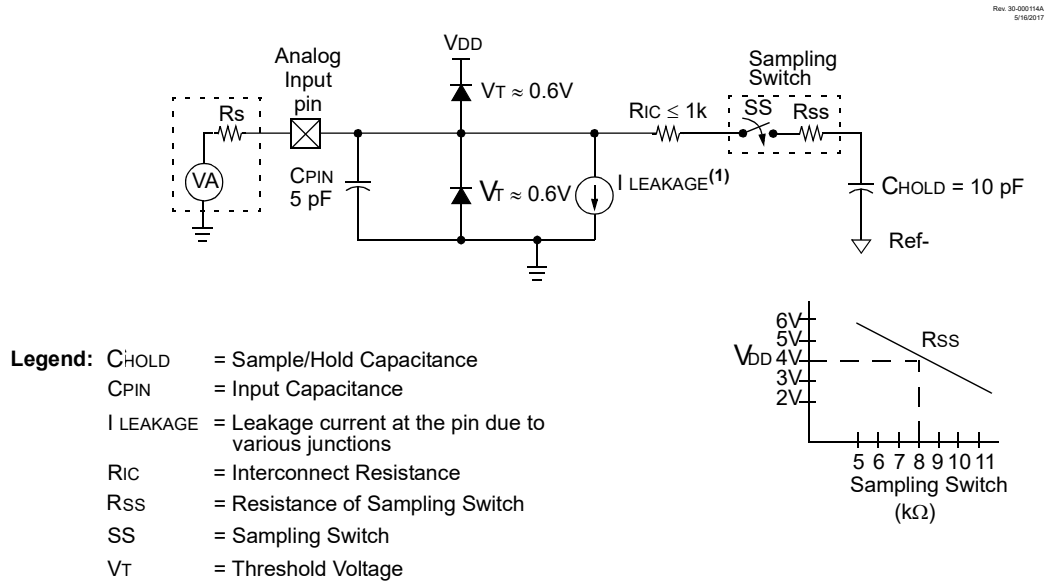 Rev. 30-000114A
5/16/2017
VDD
Analog
Input
pin
Sampling
Switch
VT ≈ 0.6V
RIC ≤ 1k
SS
RSS
Rs
VA
CPIN
5 pF
VT ≈ 0.6V
I LEAKAGE(1)
CHOLD = 10 pF
Ref-
Legend: CHOLD = Sample/Hold Capacitance
CPIN = Input Capacitance
I LEAKAGE = Leakage current at the pin due to
various junctions
RIC = Interconnect Resistance
RSS = Resistance of Sampling Switch
SS = Sampling Switch
VT = Threshold Voltage
6V
5V
VDD 4V
3V
2V
RSS
5 6 7 8 9 10 11
Sampling Switch
(kΩ)